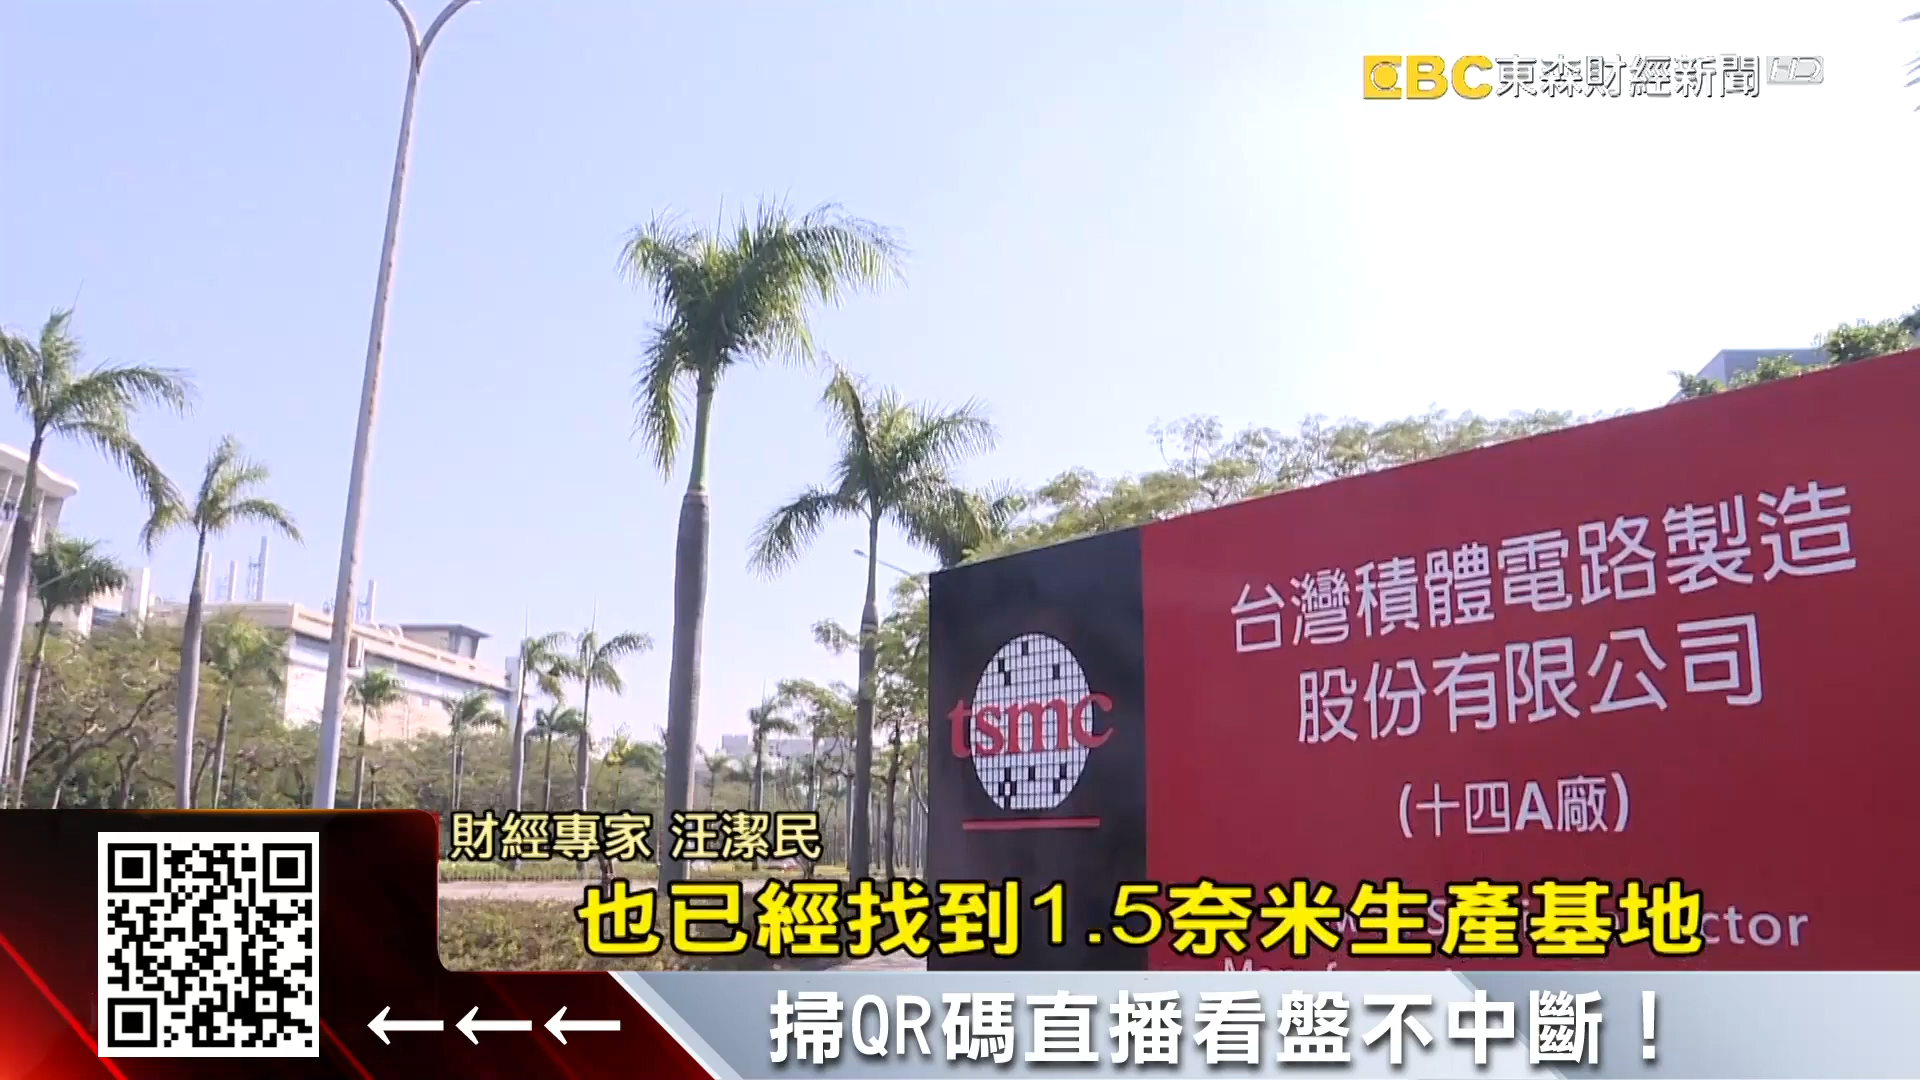 EBC東森財經新聞HD
台灣積體電路製造
股份有限公司
(十四A廠)
tsmc
財經專家 汪潔民
也已經找到1.5奈米生產基地
←←←
掃QR碼直播看盤不中斷！